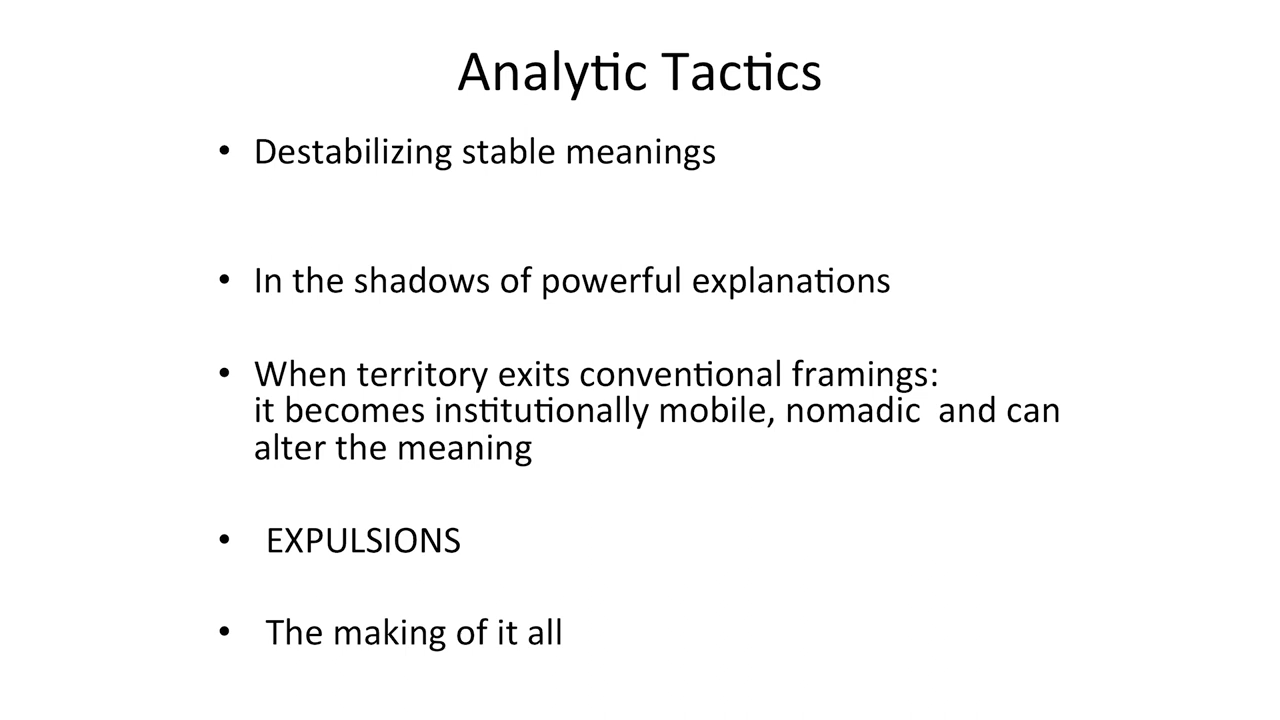 Analytic Tactics
• Destabilizing stable meanings
• In the shadows of powerful explanations
• When territory exits conventional framings:
it becomes institutionally mobile, nomadic  and can
alter the meaning
• EXPULSIONS
• The making of it all